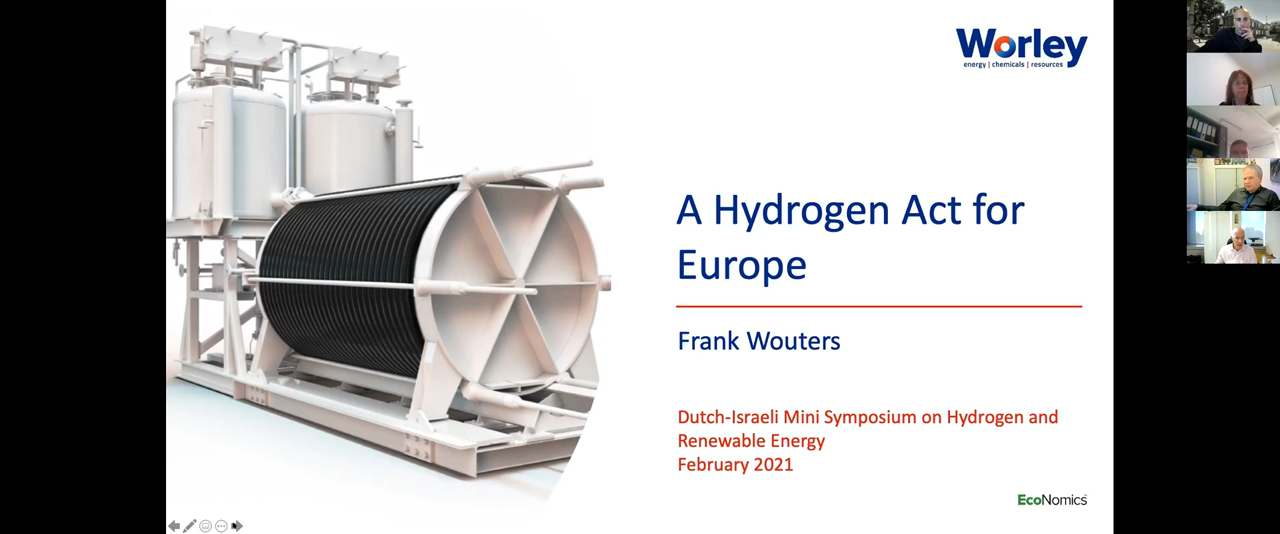 Worley
energy | chemicals | resources
A Hydrogen Act for
Europe
Frank Wouters
Dutch-Israeli Mini Symposium on Hydrogen and
Renewable Energy
February 2021
EcoNomics